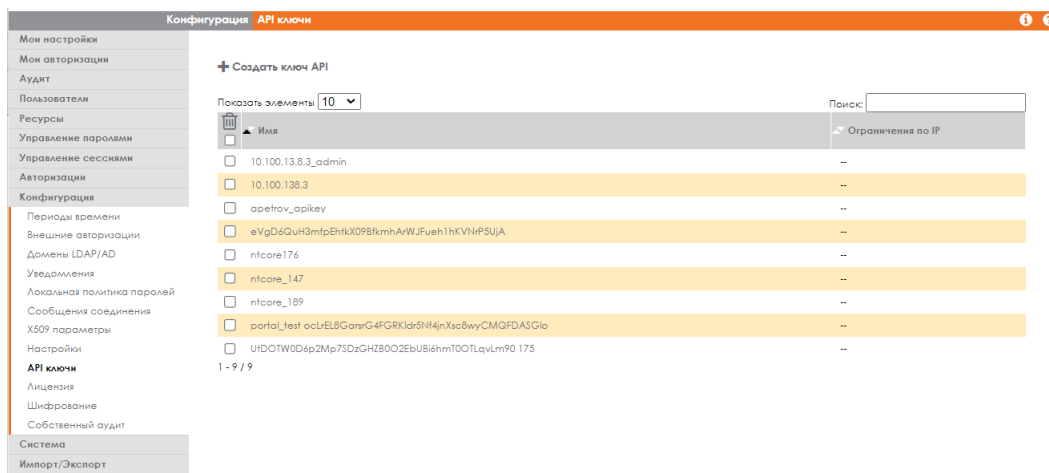 Конфигурация API ключи
Мои настройки
Мои авторизации
Аудит
Пользователи
Ресурсы
Управление паролями
Управление сессиями
Авторизации
Конфигурация
Периоды времени
Внешние авторизации
Домены LDAP/AD
Уведомления
Локальная политика паролей
Сообщения соединения
X509 параметры
Настройки
API ключи
Лицензия
Шифрование
Собственный аудит
Система
Импорт/Экспорт
Создать ключ API
Показать элементы 10
Поиск:
Имя Ограничения по IP
10.100.13.8.3_admin --
10.100.138.3 --
apetrov_apikey --
eVgD6QuH3mfpEhtkX09BfkmhArWJFueh1hKVNrP5UjA --
ntcore176 --
ntcore_147 --
ntcore_189 --
portal_test ocLrEL8GarsrG4FGRKIdr5Nf4jnXsc8wyCMQFDASGIo --
UtDOTW0D6p2Mp7SDzGHZB0O2EbUBi6hmT0OTLqvLm90 175 --
1 - 9 / 9